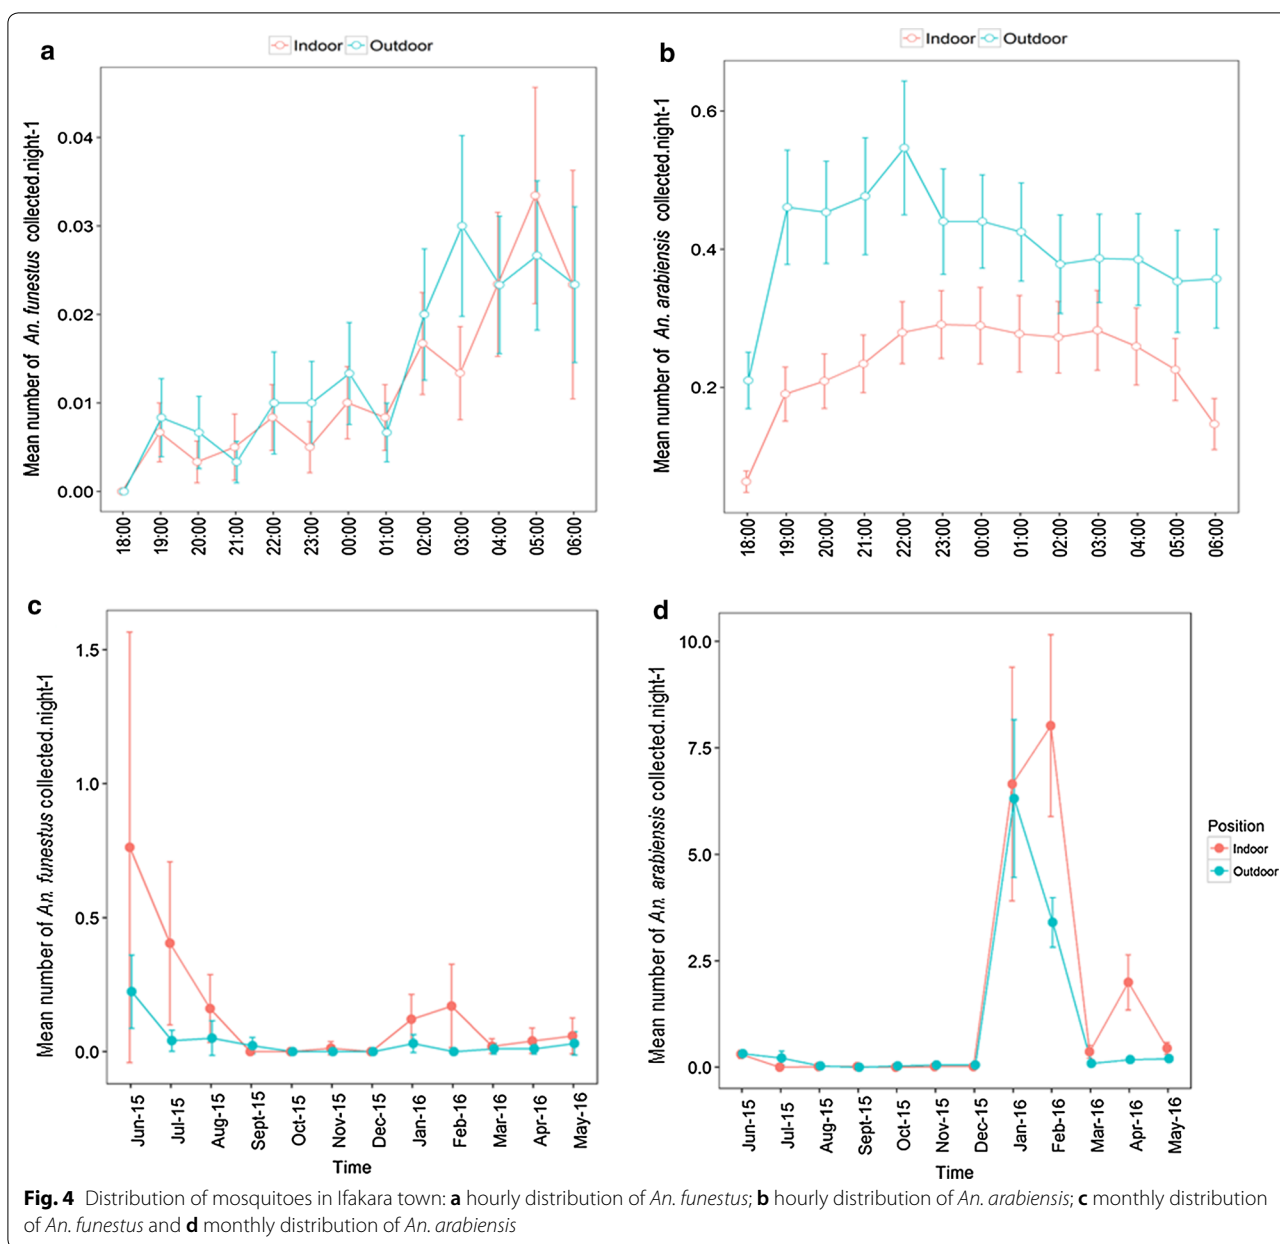 a
Indoor Outdoor
Mean number of An. funestus collected.night-1
0.04
0.03
0.02
0.01
0.00
18:00 19:00 20:00 21:00 22:00 23:00 00:00 01:00 02:00 03:00 04:00 05:00 06:00
b
Indoor Outdoor
Mean number of An. arabiensis collected.night-1
0.6
0.4
0.2
18:00 19:00 20:00 21:00 22:00 23:00 00:00 01:00 02:00 03:00 04:00 05:00 06:00
c
Mean number of An. funestus collected.night-1
1.5
1.0
0.5
0.0
Jun-15 Jul-15 Aug-15 Sept-15 Oct-15 Nov-15 Dec-15 Jan-16 Feb-16 Mar-16 Apr-16 May-16
Time
d
Mean number of An. arabiensis collected.night-1
10.0
7.5
5.0
2.5
0.0
Jun-15 Jul-15 Aug-15 Sept-15 Oct-15 Nov-15 Dec-15 Jan-16 Feb-16 Mar-16 Apr-16 May-16
Time
Position
Indoor
Outdoor
Fig. 4 Distribution of mosquitoes in Ifakara town: a hourly distribution of An. funestus; b hourly distribution of An. arabiensis; c monthly distribution
of An. funestus and d monthly distribution of An. arabiensis